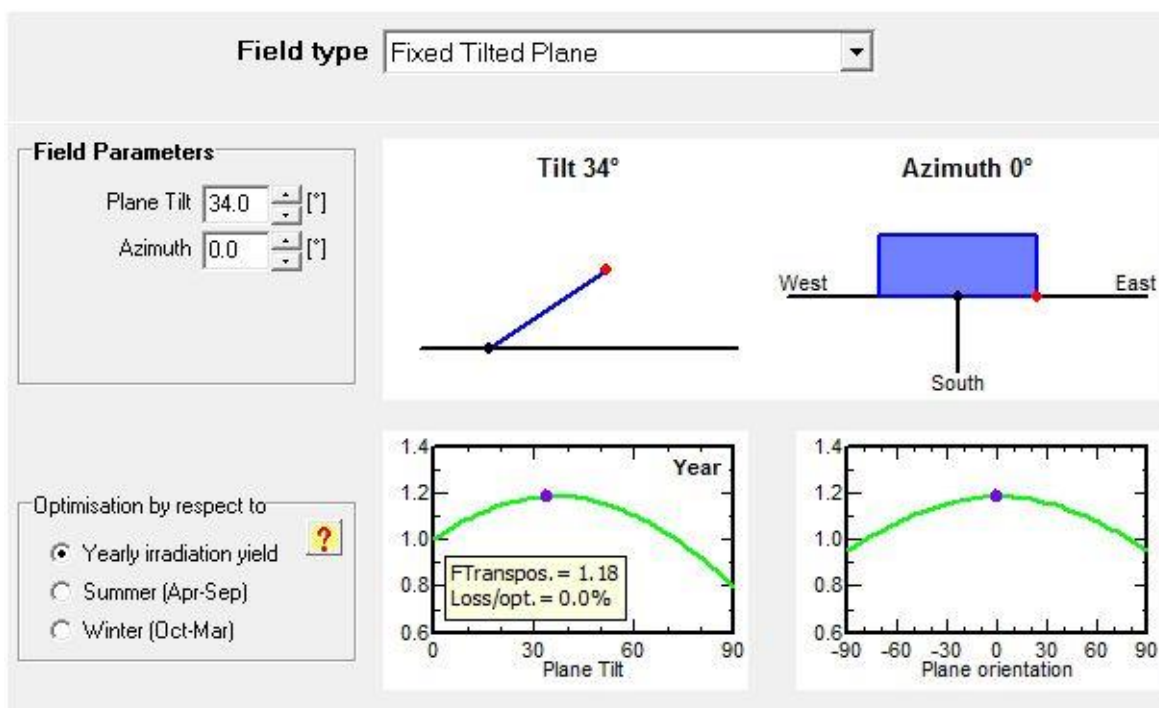 Field type Fixed Tilted Plane
Field Parameters
Plane Tilt 34.0 [°]
Azimuth 0.0 [°]
Tilt 34°
Azimuth 0°
West East
South
Optimisation by respect to
?
Yearly irradiation yield
Summer (Apr-Sep)
Winter (Oct-Mar)
Year
1.4
1.2
1.0
0.8
0.6
FTranspos. = 1.18
Loss/opt. = 0.0%
0 30 60 90
Plane Tilt
1.4
1.2
1.0
0.8
0.6
-90 -60 -30 0 30 60 90
Plane orientation